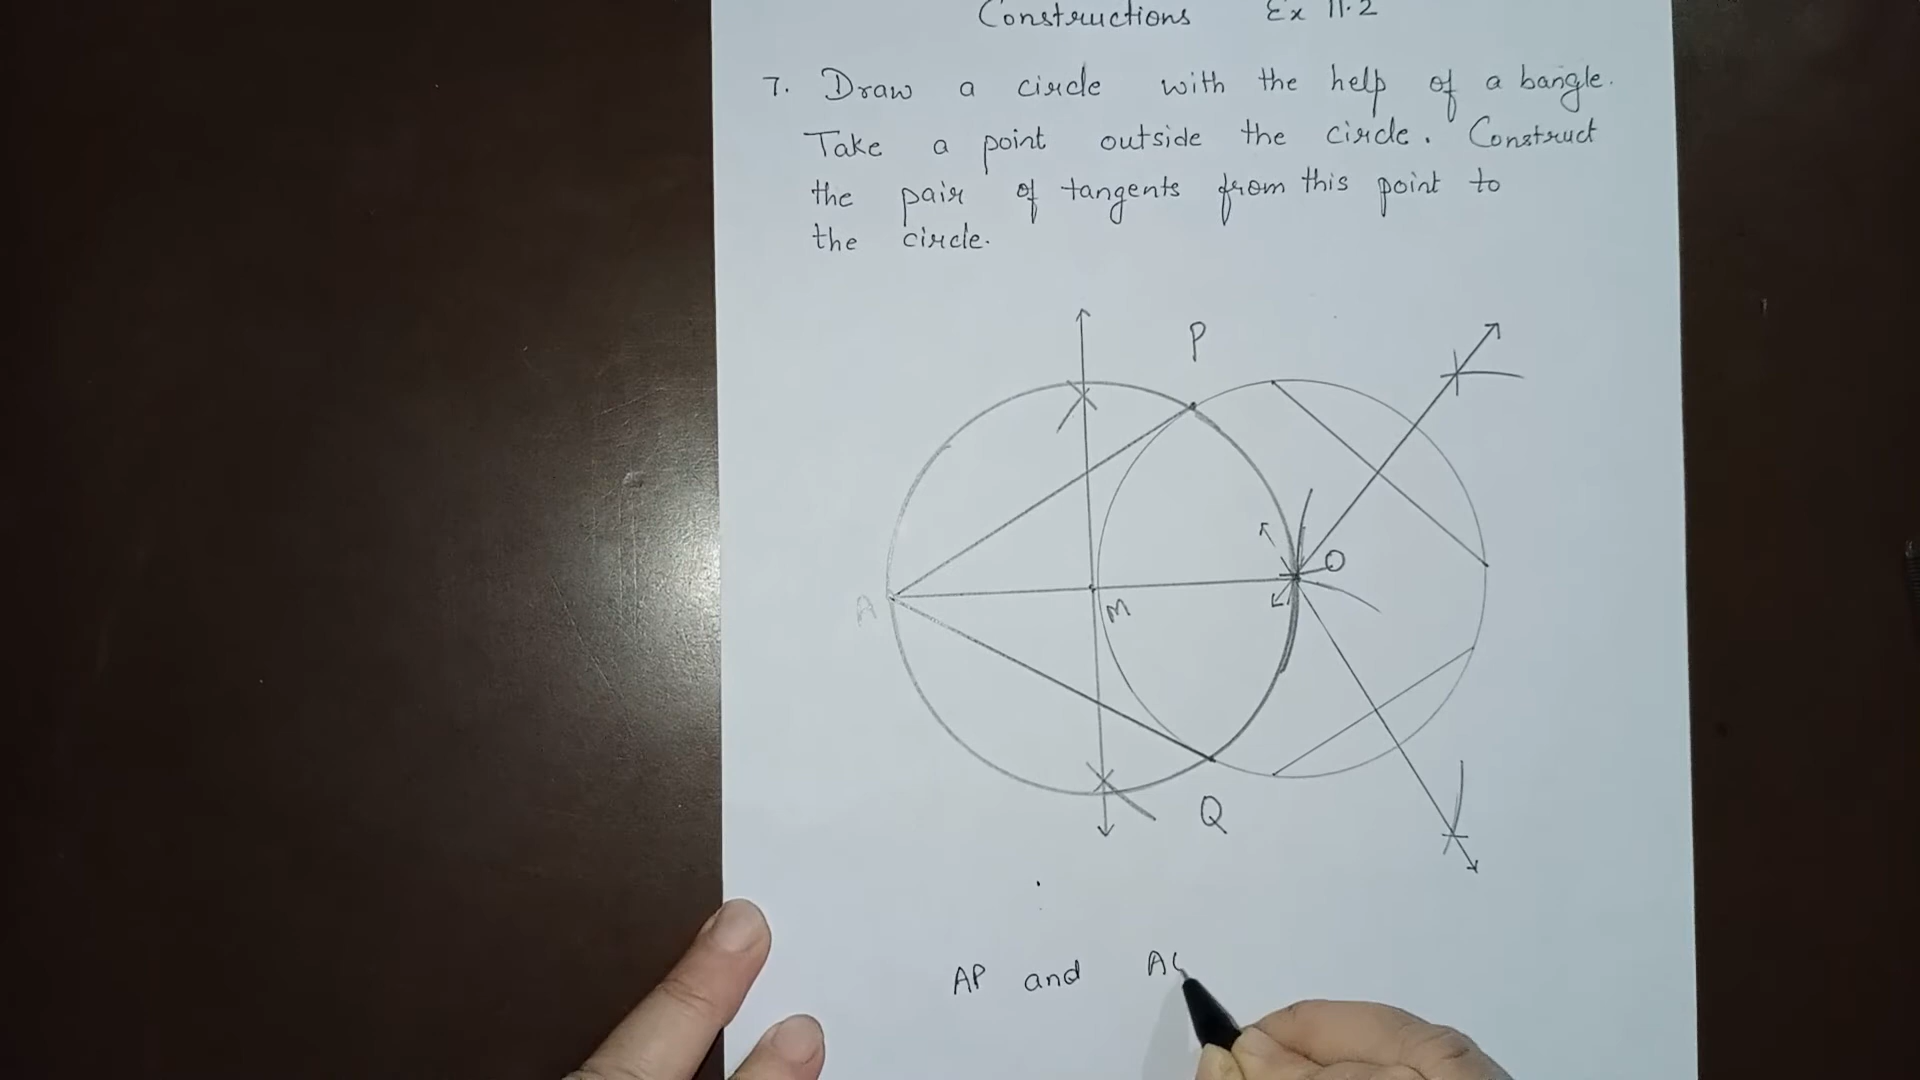 Constructions Ex 11.2
7. Draw a circle with the help of a bangle.
Take a point outside the circle. Construct
the pair of tangents from this point to
the circle.
P
O
A
M
Q
AP and A